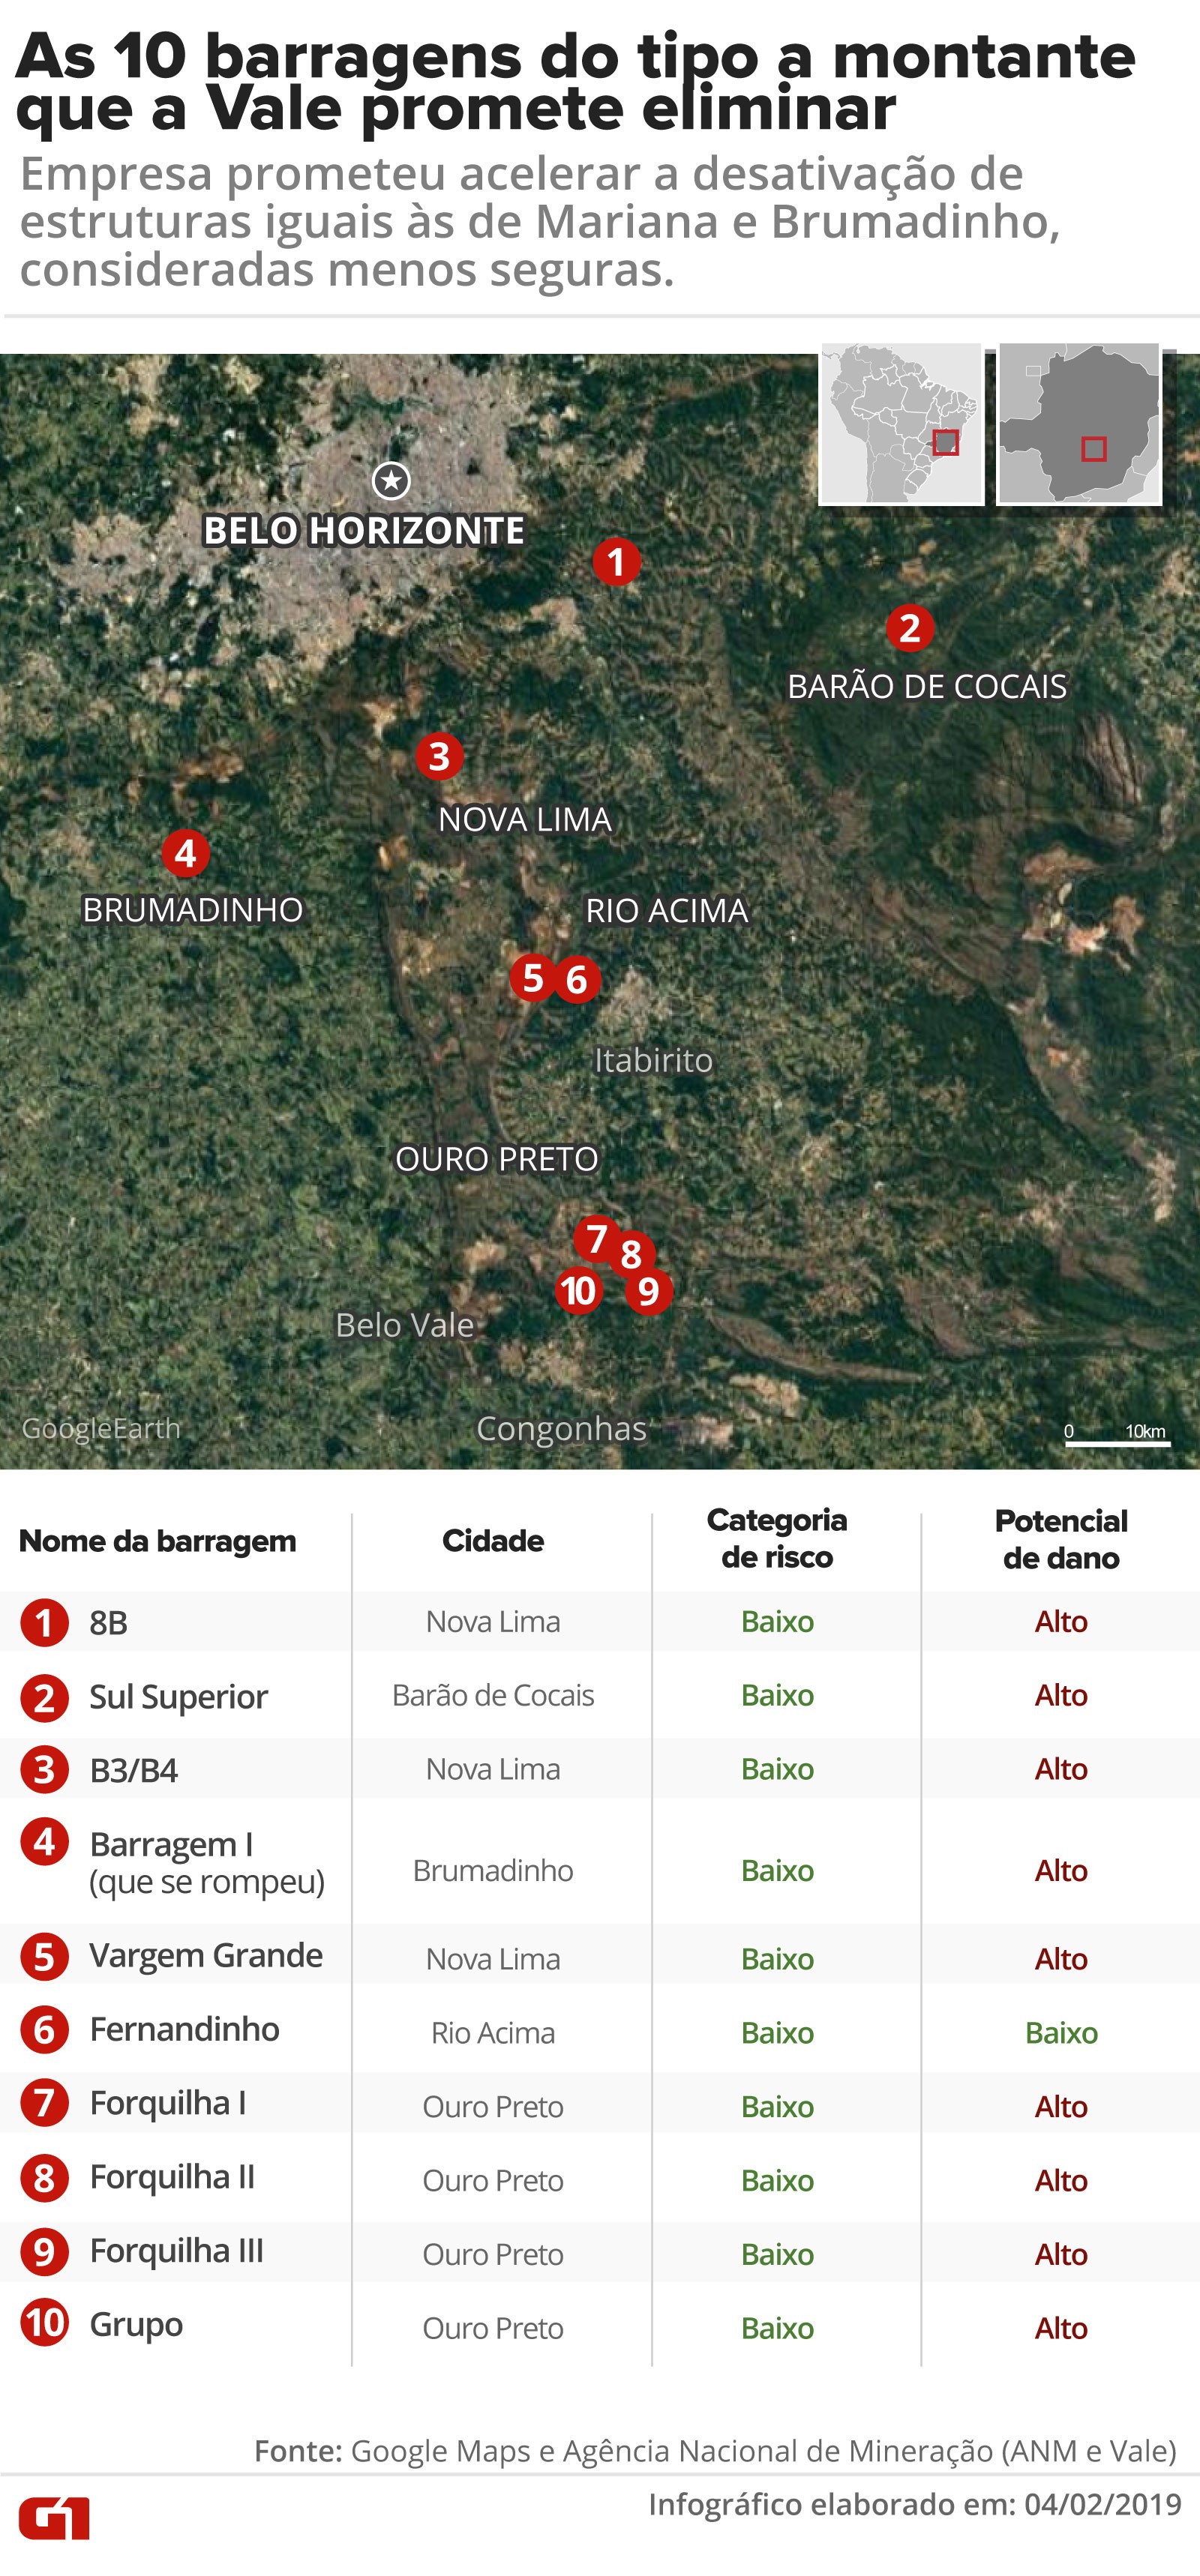 As 10 barragens do tipo a montante
que a Vale promete eliminar
Empresa prometeu acelerar a desativação de
estruturas iguais às de Mariana e Brumadinho,
consideradas menos seguras.
BELO HORIZONTE
1
2
BARÃO DE COCAIS
3
NOVA LIMA
4
BRUMADINHO
RIO ACIMA
5 6
Itabirito
OURO PRETO
7
8
10 9
Belo Vale
GoogleEarth
Congonhas
0 10km
Nome da barragem Cidade Categoria de risco Potencial de dano
1 8B Nova Lima Baixo Alto
2 Sul Superior Barão de Cocais Baixo Alto
3 B3/B4 Nova Lima Baixo Alto
4 Barragem I
(que se rompeu) Brumadinho Baixo Alto
5 Vargem Grande Nova Lima Baixo Alto
6 Fernandinho Rio Acima Baixo Baixo
7 Forquilha I Ouro Preto Baixo Alto
8 Forquilha II Ouro Preto Baixo Alto
9 Forquilha III Ouro Preto Baixo Alto
10 Grupo Ouro Preto Baixo Alto
Fonte: Google Maps e Agência Nacional de Mineração (ANM e Vale)
G1
Infográfico elaborado em: 04/02/2019